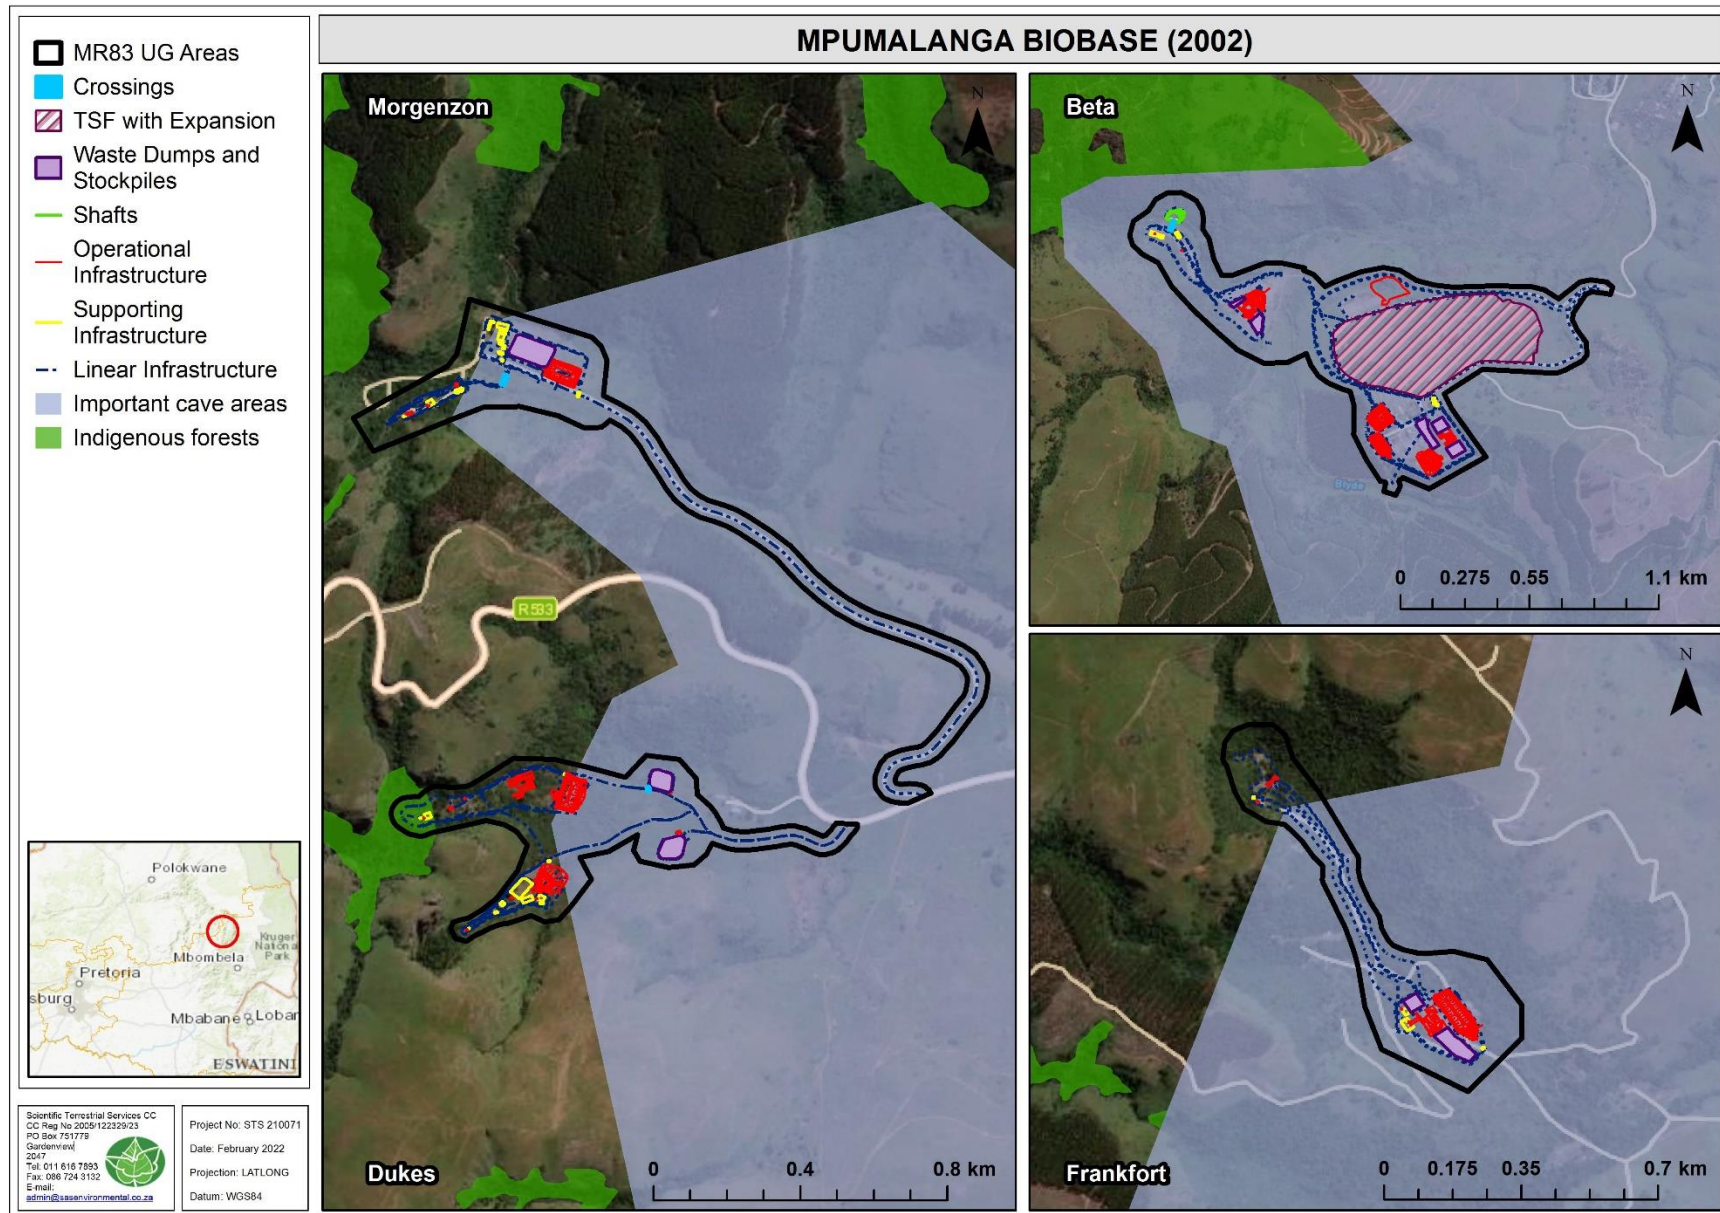 MPUMALANGA BIOBASE (2002)
MR83 UG Areas
Crossings
TSF with Expansion
Waste Dumps and
Stockpiles
Shafts
Operational
Infrastructure
Supporting
Infrastructure
Linear Infrastructure
Important cave areas
Indigenous forests
Polokwane
Kruger
Nationa
Park
Mbombela
Pretoria
sburg
Mbabane
Lobar
ESWATINI
Scientific Terrestrial Services CC
CC Reg No 2005/122329/23
PO Box 751779
Gardenview
2047
Tel: 011 616 7893
Fax: 086 724 3132
E-mail:
admin@sasenvironmental.co.za
Project No: STS 210071
Date: February 2022
Projection: LATLONG
Datum: WGS84
Morgenzon
N
R533
Dukes
0 0.4 0.8 km
Beta
N
Blyde
0 0.275 0.55 1.1 km
N
Frankfort
0 0.175 0.35 0.7 km